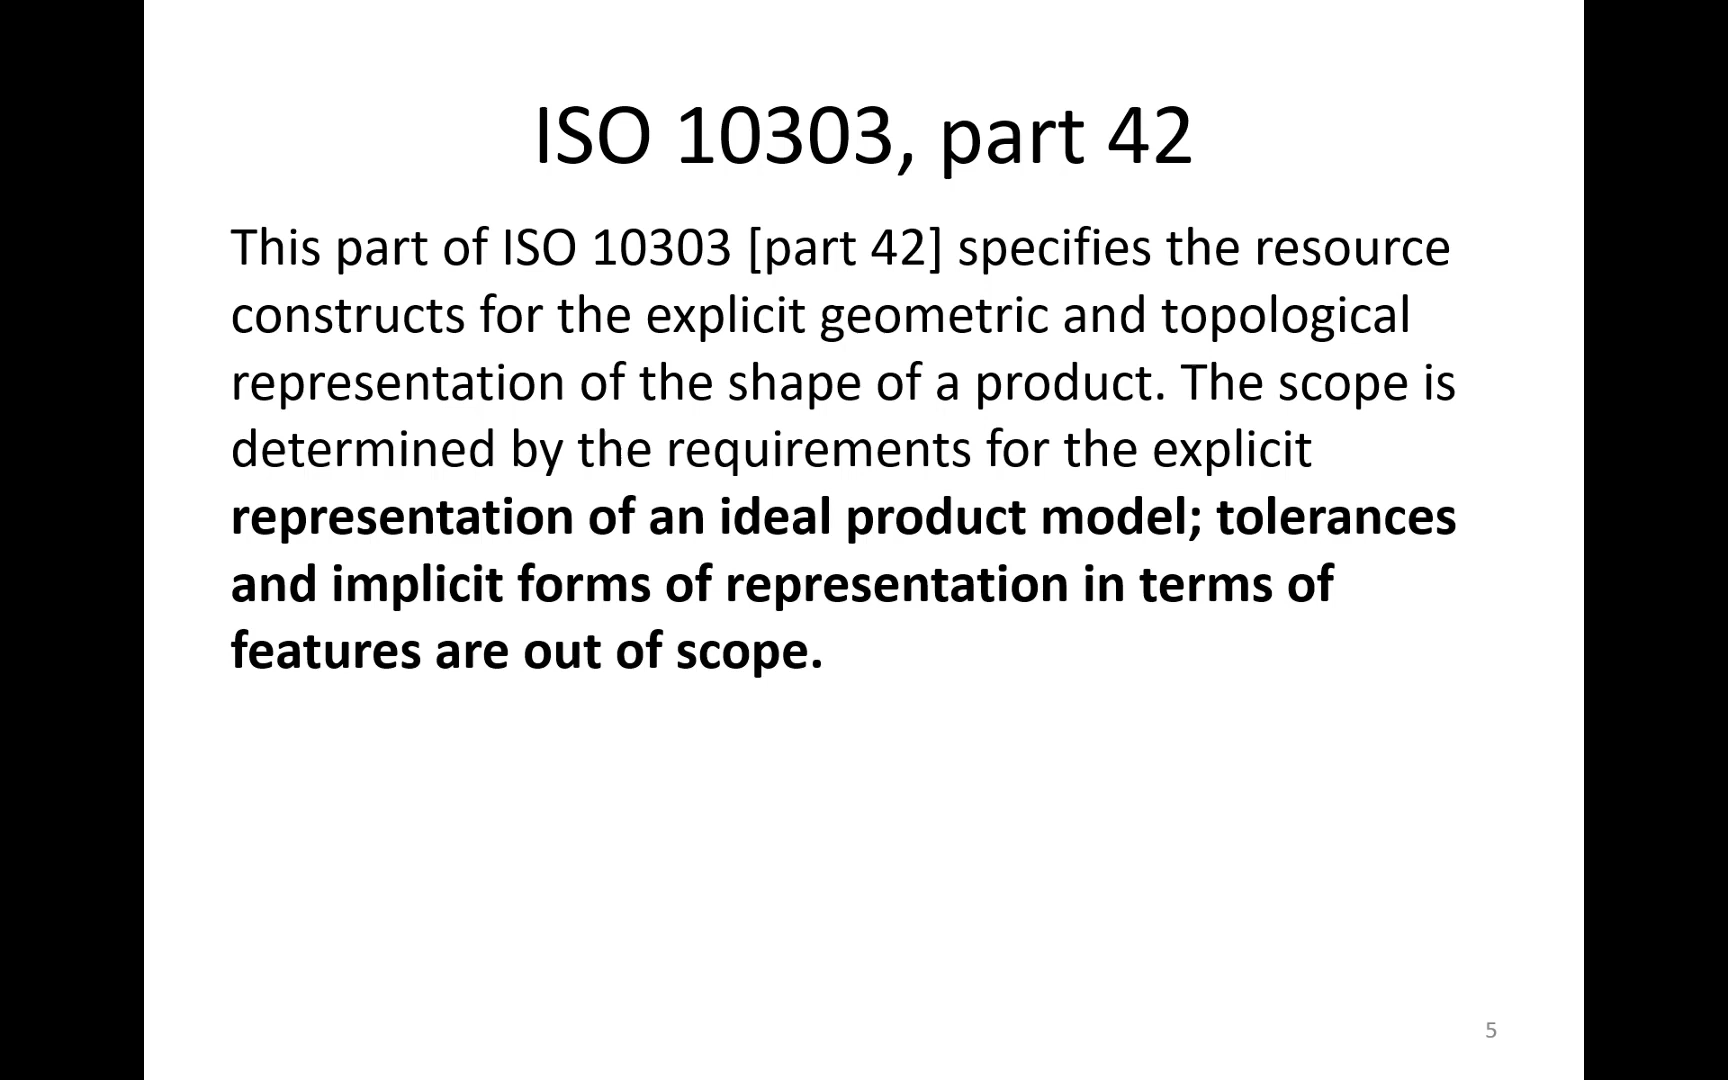 ISO 10303, part 42
This part of ISO 10303 [part 42] specifies the resource
constructs for the explicit geometric and topological
representation of the shape of a product. The scope is
determined by the requirements for the explicit
representation of an ideal product model; tolerances
and implicit forms of representation in terms of
features are out of scope.
5